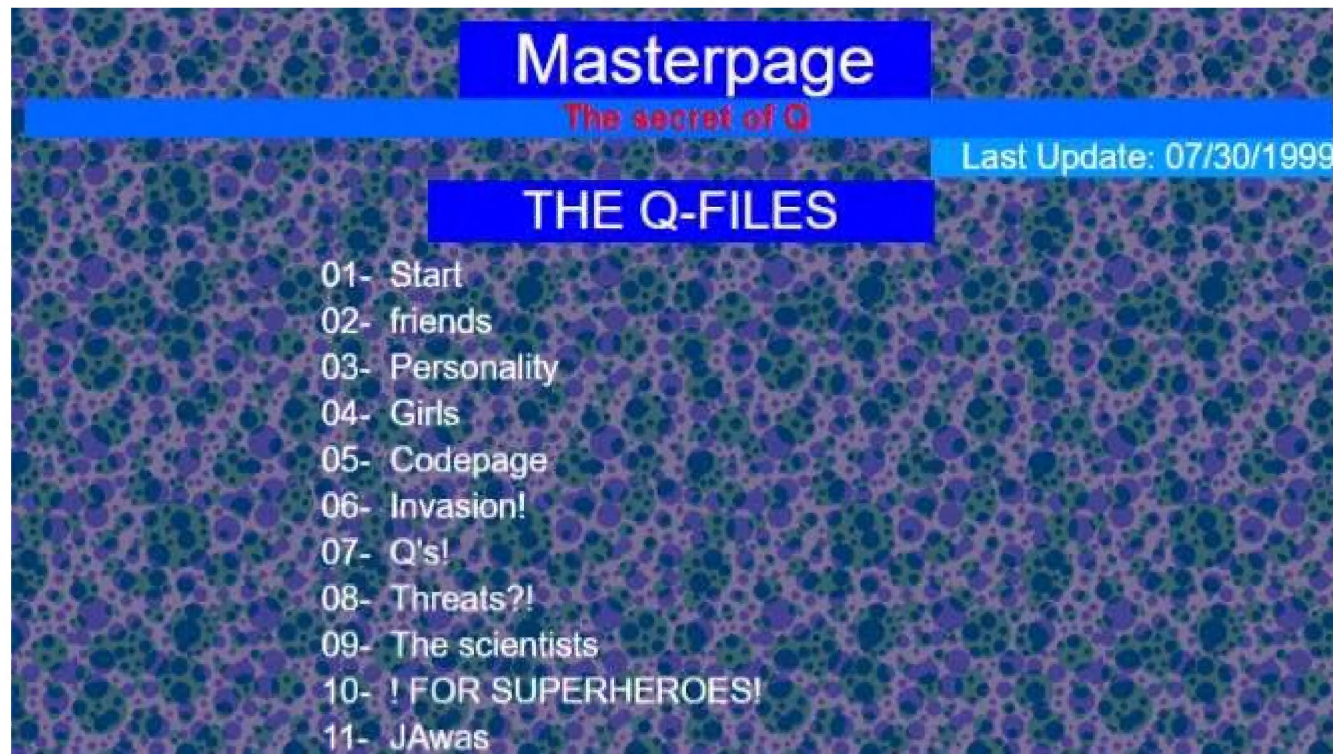 Masterpage
The secret of Q
Last Update: 07/30/1999
THE Q-FILES
01- Start
02- friends
03- Personality
04- Girls
05- Codepage
06- Invasion!
07- Q's!
08- Threats?!
09- The scientists
10- ! FOR SUPERHEROES!
11- JAwas